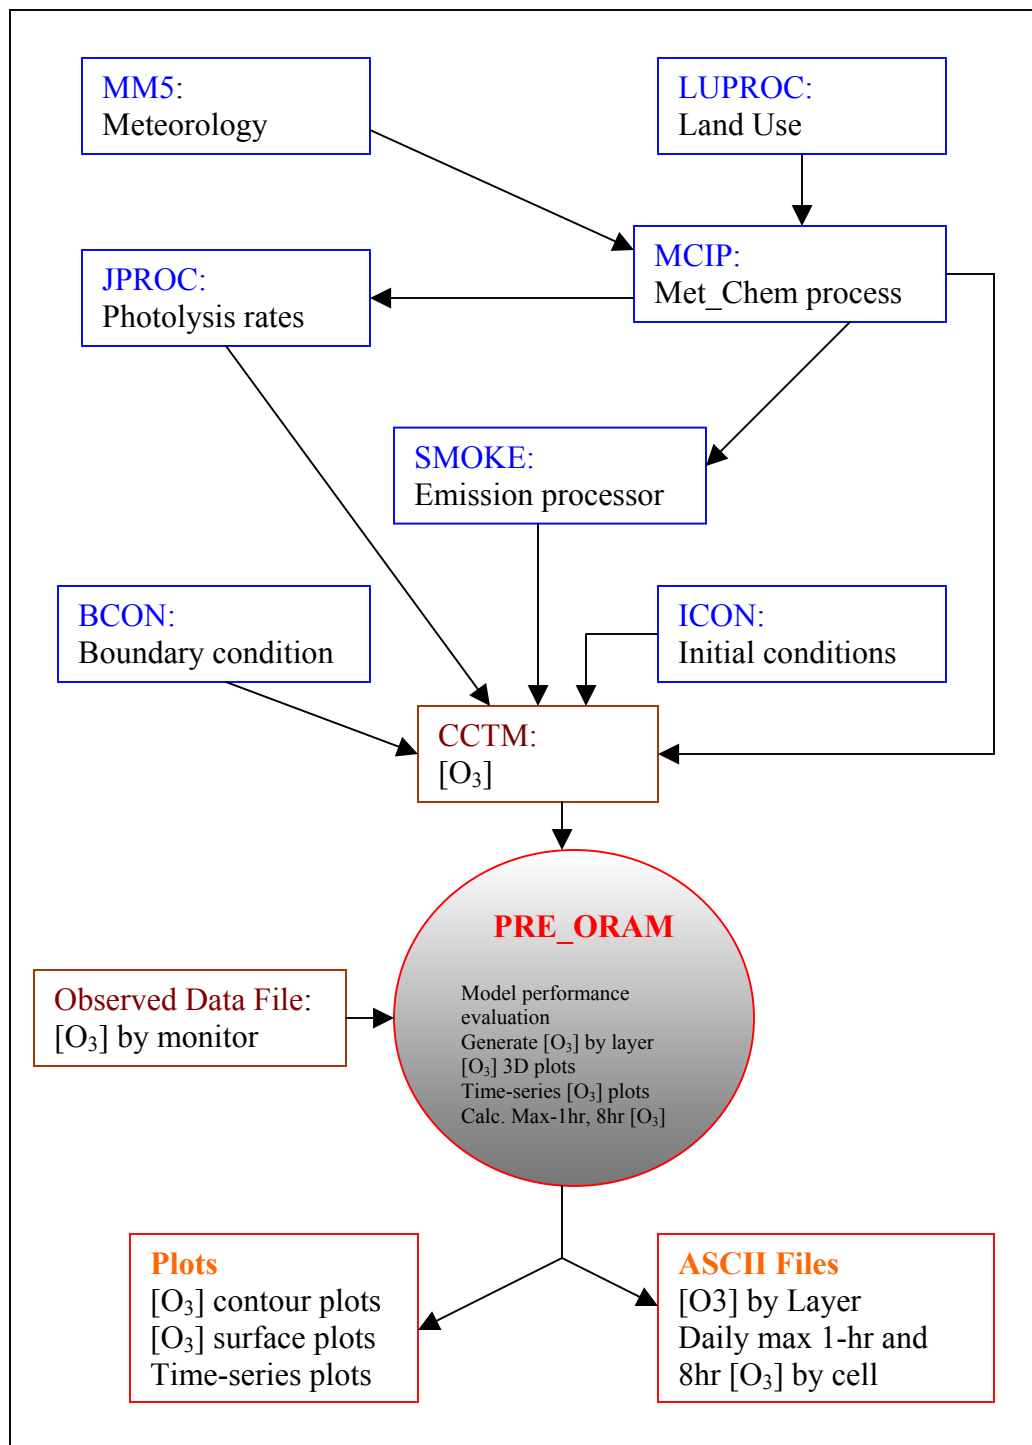 MM5:
Meteorology
LUPROC:
Land Use
JPROC:
Photolysis rates
MCIP:
Met_Chem process
SMOKE:
Emission processor
BCON:
Boundary condition
ICON:
Initial conditions
CCTM:
[O₃]
PRE_ORAM
Model performance
evaluation
Generate [O₃] by layer
[O₃] 3D plots
Time-series [O₃] plots
Calc. Max-1hr, 8hr [O₃]
Observed Data File:
[O₃] by monitor
Plots
[O₃] contour plots
[O₃] surface plots
Time-series plots
ASCII Files
[O3] by Layer
Daily max 1-hr and
8hr [O₃] by cell